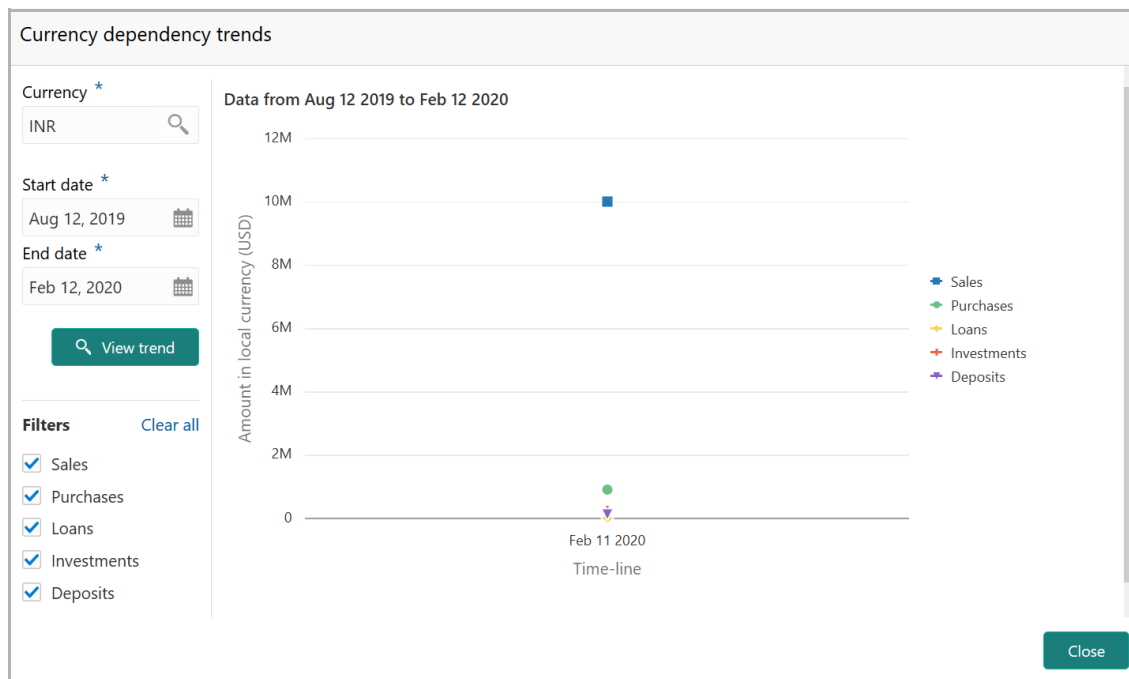 Currency dependency trends
Currency *
INR
Start date *
Aug 12, 2019
End date *
Feb 12, 2020
View trend
Filters Clear all
Sales
Purchases
Loans
Investments
Deposits
Data from Aug 12 2019 to Feb 12 2020
Amount in local currency (USD)
12M
10M
8M
6M
4M
2M
0
Feb 11 2020
Time-line
Sales
Purchases
Loans
Investments
Deposits
Close